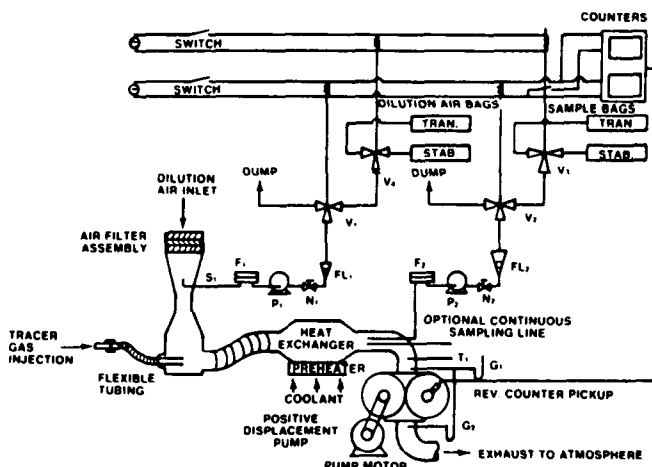 COUNTERS
SWITCH
SWITCH
DILUTION AIR BAGS
SAMPLE BAGS
TRAN.
TRAN
STAB
STAB.
DUMP
V4
DUMP
V1
DILUTION
AIR INLET
V1
V2
AIR FILTER
ASSEMBLY
F1
F2
FL1
FL2
S1
P1
N1
P2
N2
OPTIONAL CONTINUOUS
SAMPLING LINE
TRACER
GAS
INJECTION
HEAT
EXCHANGER
T1
G1
FLEXIBLE
TUBING
PREHEATER
COOLANT
REV. COUNTER PICKUP
POSITIVE
DISPLACEMENT
PUMP
G2
EXHAUST TO ATMOSPHERE
PUMP MOTOR